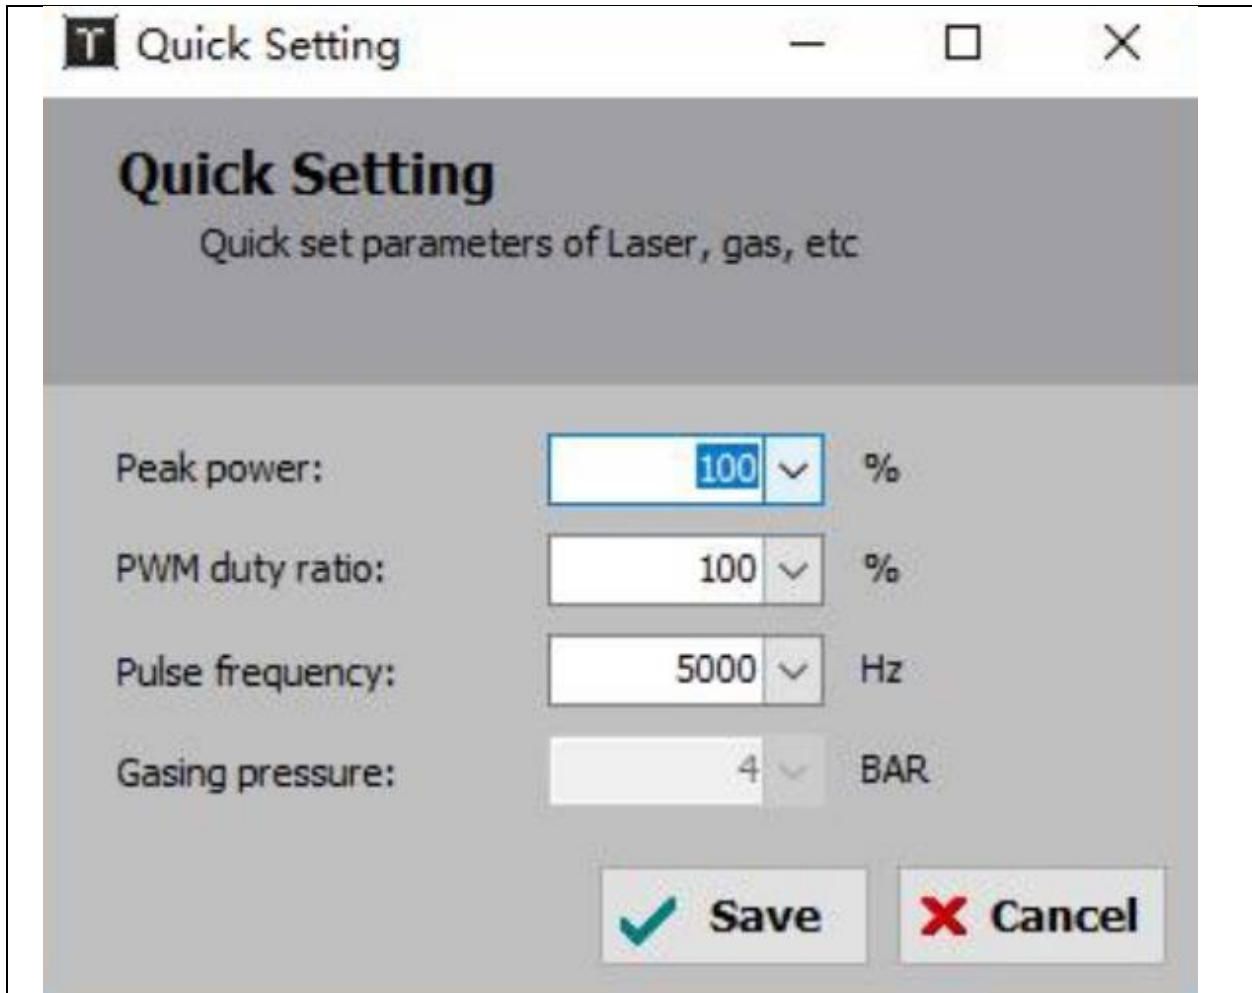 Quick Setting
Quick Setting
Quick set parameters of Laser, gas, etc
Peak power: 100 %
PWM duty ratio: 100 %
Pulse frequency: 5000 Hz
Gasing pressure: 4 BAR
Save Cancel